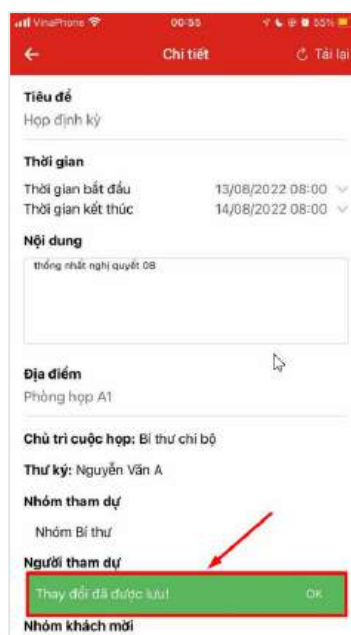 VinaPhone 00:55 55%
Chi tiết Tải lại
Tiêu đề
Họp định kỳ
Thời gian
Thời gian bắt đầu 13/08/2022 08:00
Thời gian kết thúc 14/08/2022 08:00
Nội dung
thống nhất nghị quyết 08
Địa điểm
Phòng họp A1
Chủ trì cuộc họp: Bí thư chi bộ
Thư ký: Nguyễn Văn A
Nhóm tham dự
Nhóm Bí thư
Người tham dự
Thay đổi đã được lưu! OK
Nhóm khách mời